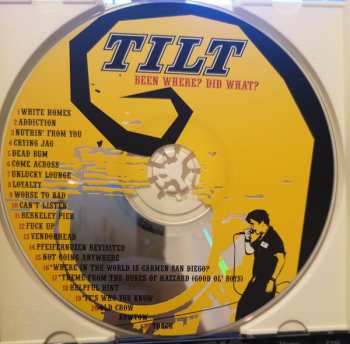 TILT
BEEN WHERE? DID WHAT?
1 WHITE HOMES
2 ADDICTION
3 NUTHIN' FROM YOU
4 CRYING JAG
5 DEAD BUM
6 COME ACROSS
7 UNLUCKY LOUNGE
8 LOYALTY
9 WORSE TO BAD
10 CAN'T LISTEN
11 BERKELEY PIER
12 FUCK UP
13 VENDORHEAD
14 PFEIFERHOLEN REVISITED
15 NOT GOING ANYWHERE
16 "WHERE IN THE WORLD IS CARMEN SAN DIEGO?
17 "THEME FROM THE DUKES OF HAZZARD (GOOD OL' BOYS)
18 HELPFUL HINT
19 "IT'S WHO YOU KNOW
20 OLD CROW
KOWTOW